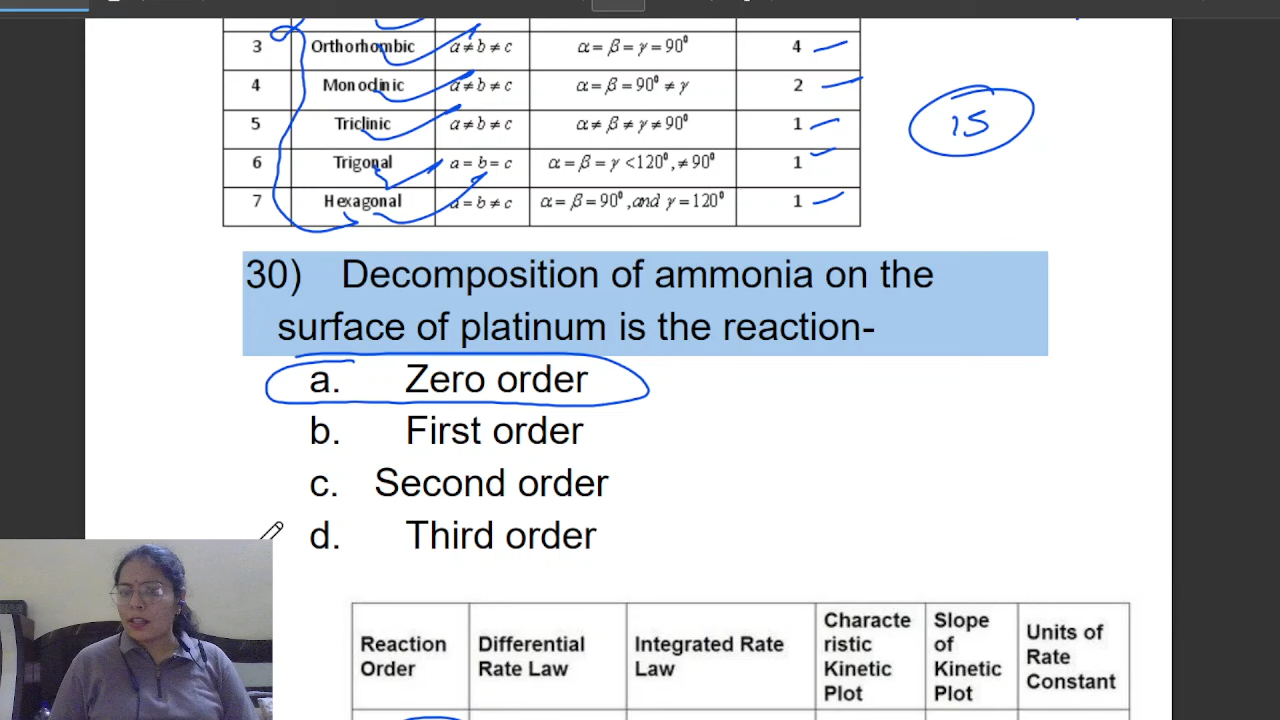 3 Orthorhombic a ≠ b ≠ c α = β = γ = 90⁰ 4
4 Monoclinic a ≠ b ≠ c α = β = 90⁰ ≠ γ 2
15
5 Triclinic a ≠ b ≠ c α ≠ β ≠ γ ≠ 90⁰ 1
6 Trigonal a = b = c α = β = γ <120⁰, ≠ 90⁰ 1
7 Hexagonal a = b ≠ c α = β = 90⁰, and γ = 120⁰ 1
30) Decomposition of ammonia on the
surface of platinum is the reaction-
a. Zero order
b. First order
c. Second order
d. Third order
Reaction Order Differential Rate Law Integrated Rate Law Characte ristic Kinetic Plot Slope of Kinetic Plot Units of Rate Constant